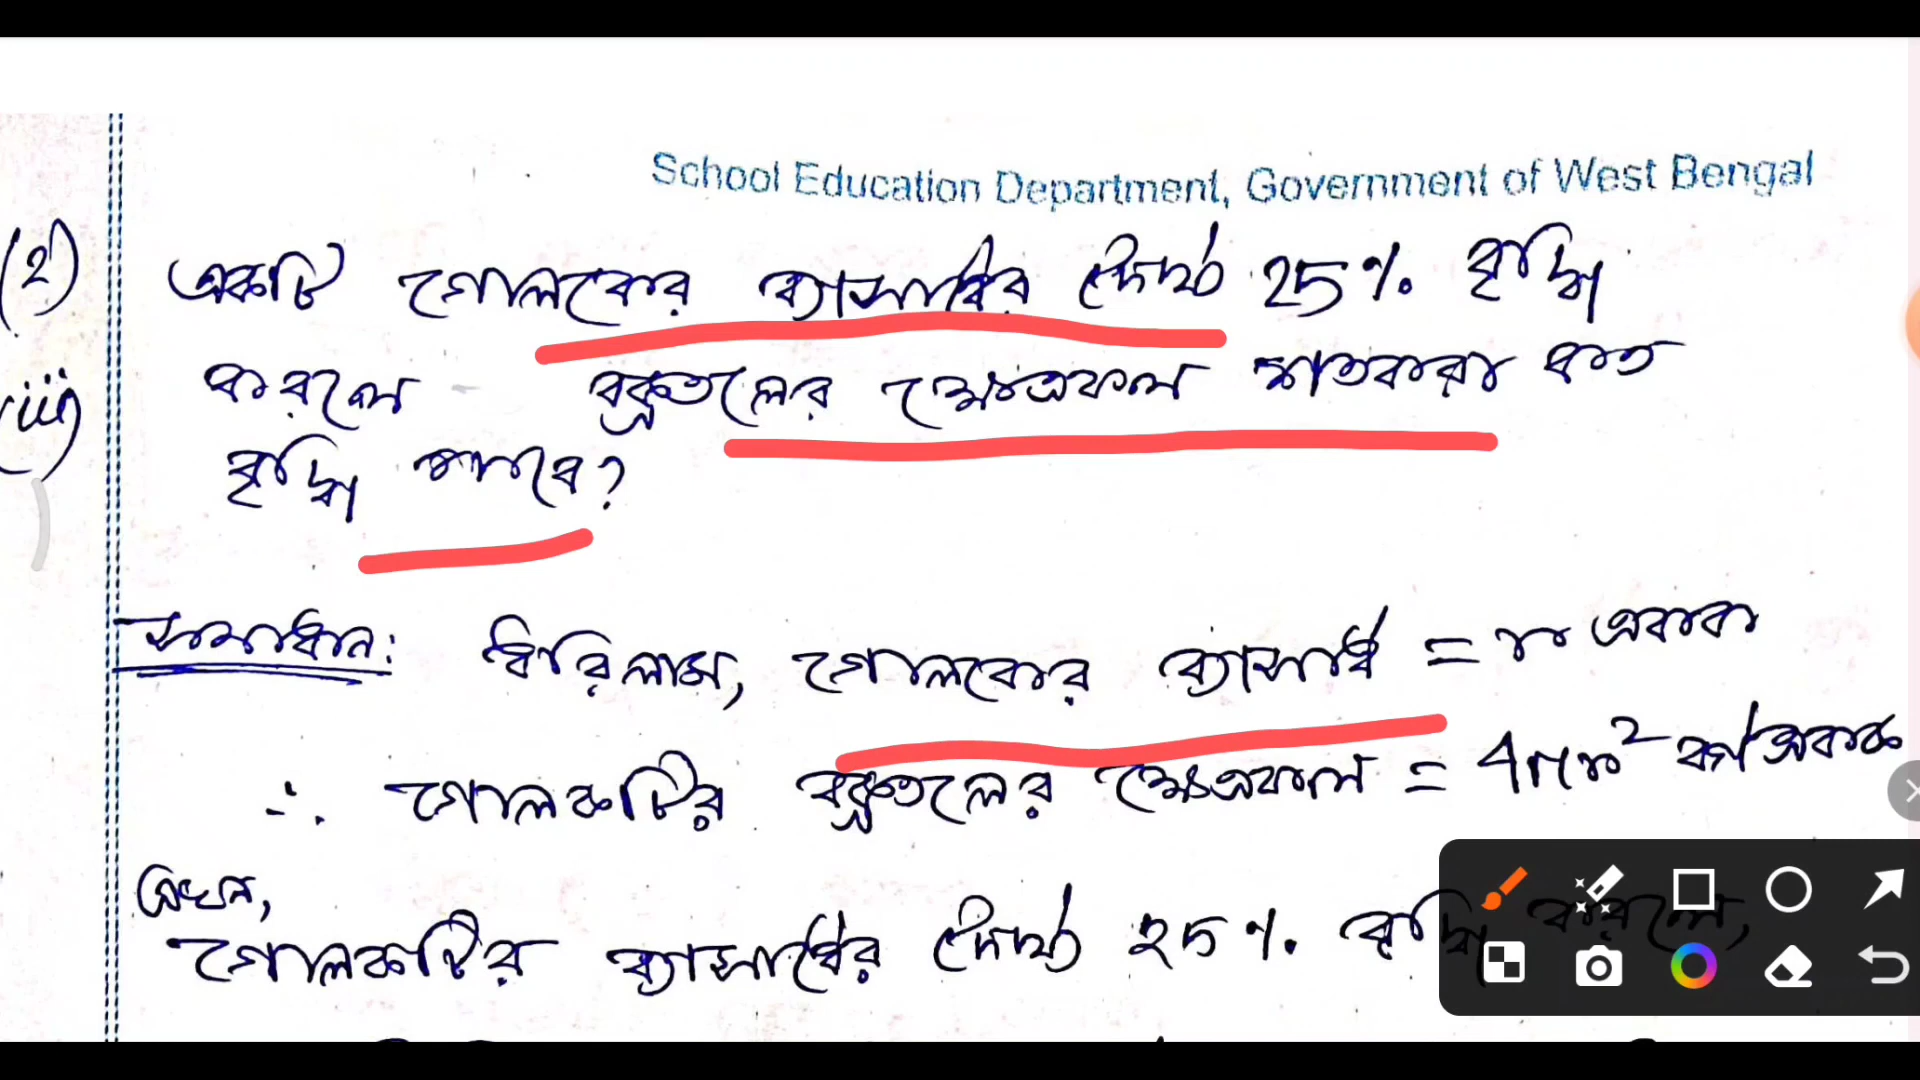 School Education Department, Government of West Bengal
(2) একটি গোলকের ব্যাসার্ধের দৈর্ঘ্য 25% বৃদ্ধি
(iii) করলে বক্রতলের ক্ষেত্রফল শতকরা কত
বৃদ্ধি পাবে?
সমাধান: ধরিলাম, গোলকের ব্যাসার্ধ = r একক
∴ গোলকটির বক্রতলের ক্ষেত্রফল = 4πr² বর্গএকক
এখন,
গোলকটির ব্যাসার্ধের দৈর্ঘ্য 25%. বৃদ্ধি করলে,